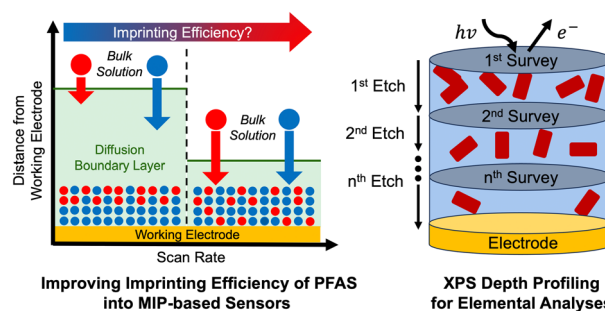 Imprinting Efficiency?
Distance from
Working Electrode
Bulk
Solution
Bulk
Solution
Diffusion
Boundary Layer
Working Electrode
Scan Rate
Improving Imprinting Efficiency of PFAS
into MIP-based Sensors
hν
e⁻
1st Survey
1st Etch
2nd Survey
2nd Etch
nth Survey
nth Etch
Electrode
XPS Depth Profiling
for Elemental Analyses